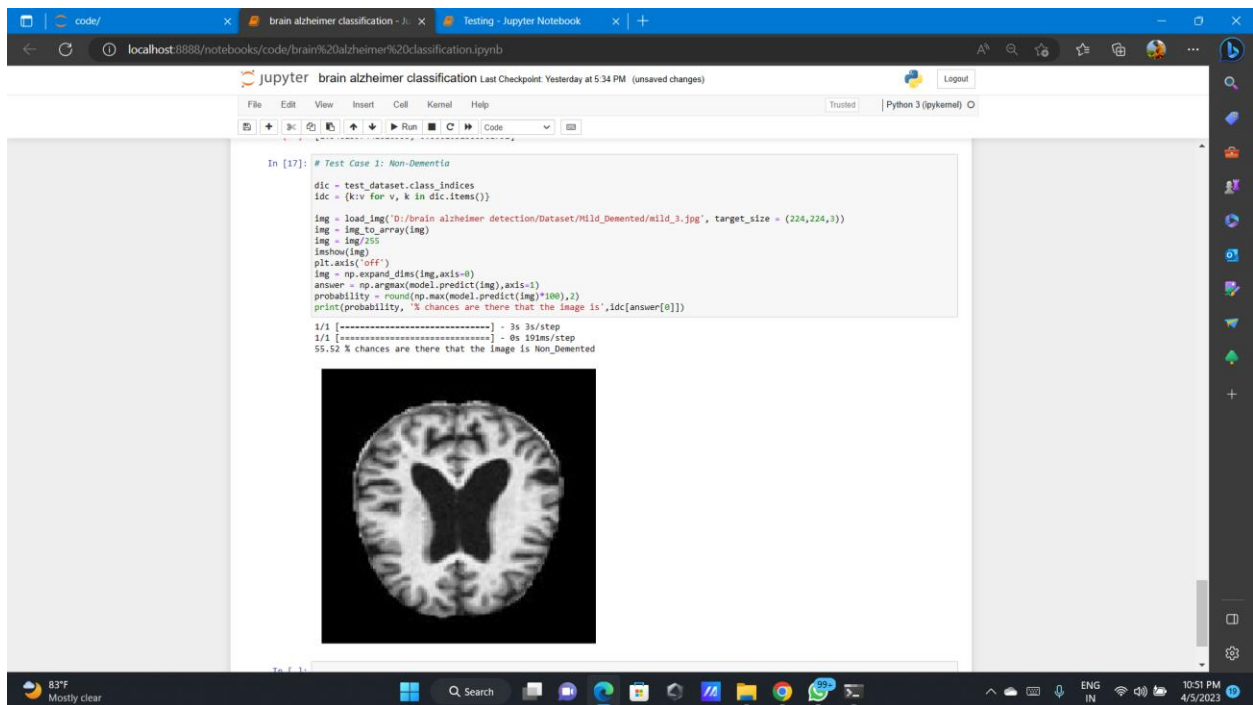 code/
brain alzheimer classification - Ju
Testing - Jupyter Notebook
localhost:8888/notebooks/code/brain%20alzheimer%20classification.ipynb
jupyter brain alzheimer classification Last Checkpoint: Yesterday at 5:34 PM (unsaved changes)
Logout
File Edit View Insert Cell Kernel Help
Trusted
Python 3 (ipykernel)
Run
Code
In [17]: # Test Case 1: Non-Dementia
dic = test_dataset.class_indices
idc = {k:v for v, k in dic.items()}
img = load_img('D:/brain alzheimer detection/Dataset/Mild_Demented/mild_3.jpg', target_size = (224,224,3))
img = img_to_array(img)
img = img/255
imshow(img)
plt.axis('off')
img = np.expand_dims(img,axis=0)
answer = np.argmax(model.predict(img),axis=1)
probability = round(np.max(model.predict(img)*100),2)
print(probability, '% chances are there that the image is',idc[answer[0]])
1/1 [==============================] - 3s 3s/step
1/1 [==============================] - 0s 191ms/step
55.52 % chances are there that the image is Non_Demented
In [ ]:
83°F
Mostly clear
Search
99+
ENG
IN
10:51 PM
4/5/2023
19